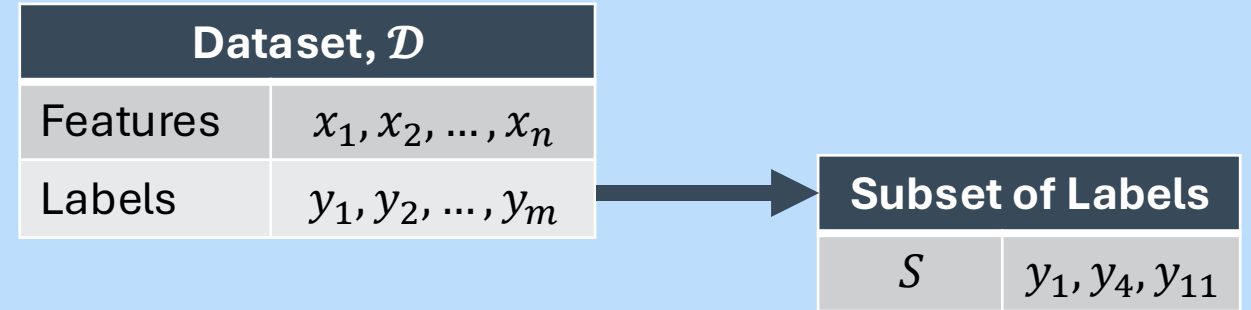 Dataset, 𝒟
Features x₁, x₂, … , xₙ
Labels y₁, y₂, … , yₘ
Subset of Labels
S y₁, y₄, y₁₁